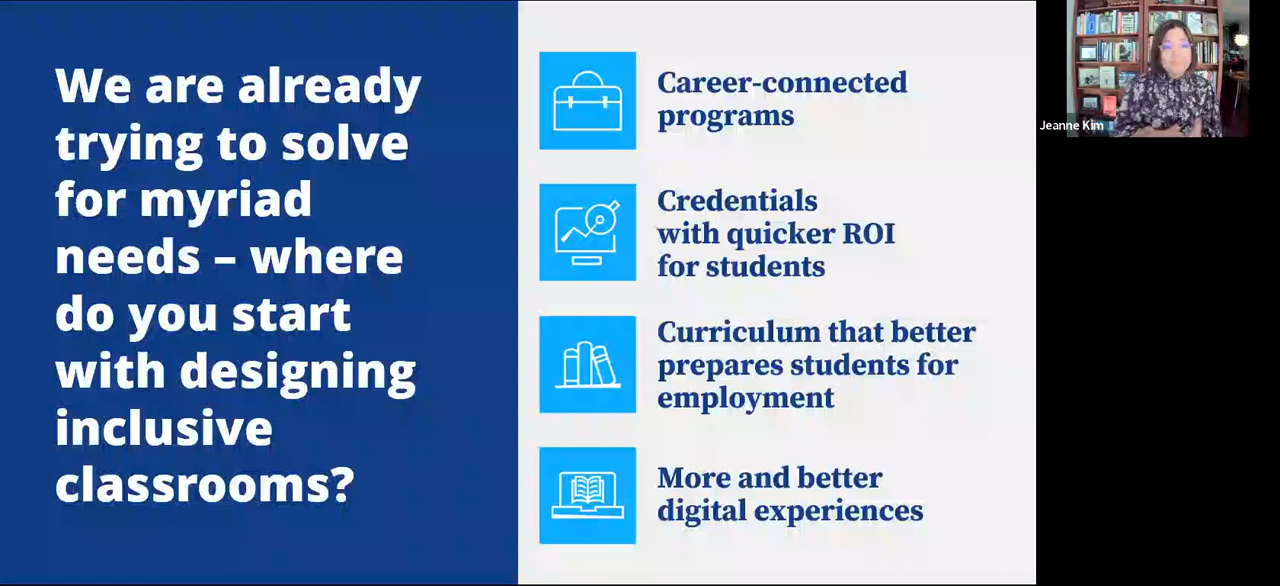 We are already
trying to solve
for myriad
needs – where
do you start
with designing
inclusive
classrooms?
Career-connected
programs
Credentials
with quicker ROI
for students
Curriculum that better
prepares students for
employment
More and better
digital experiences
Jeanne Kim